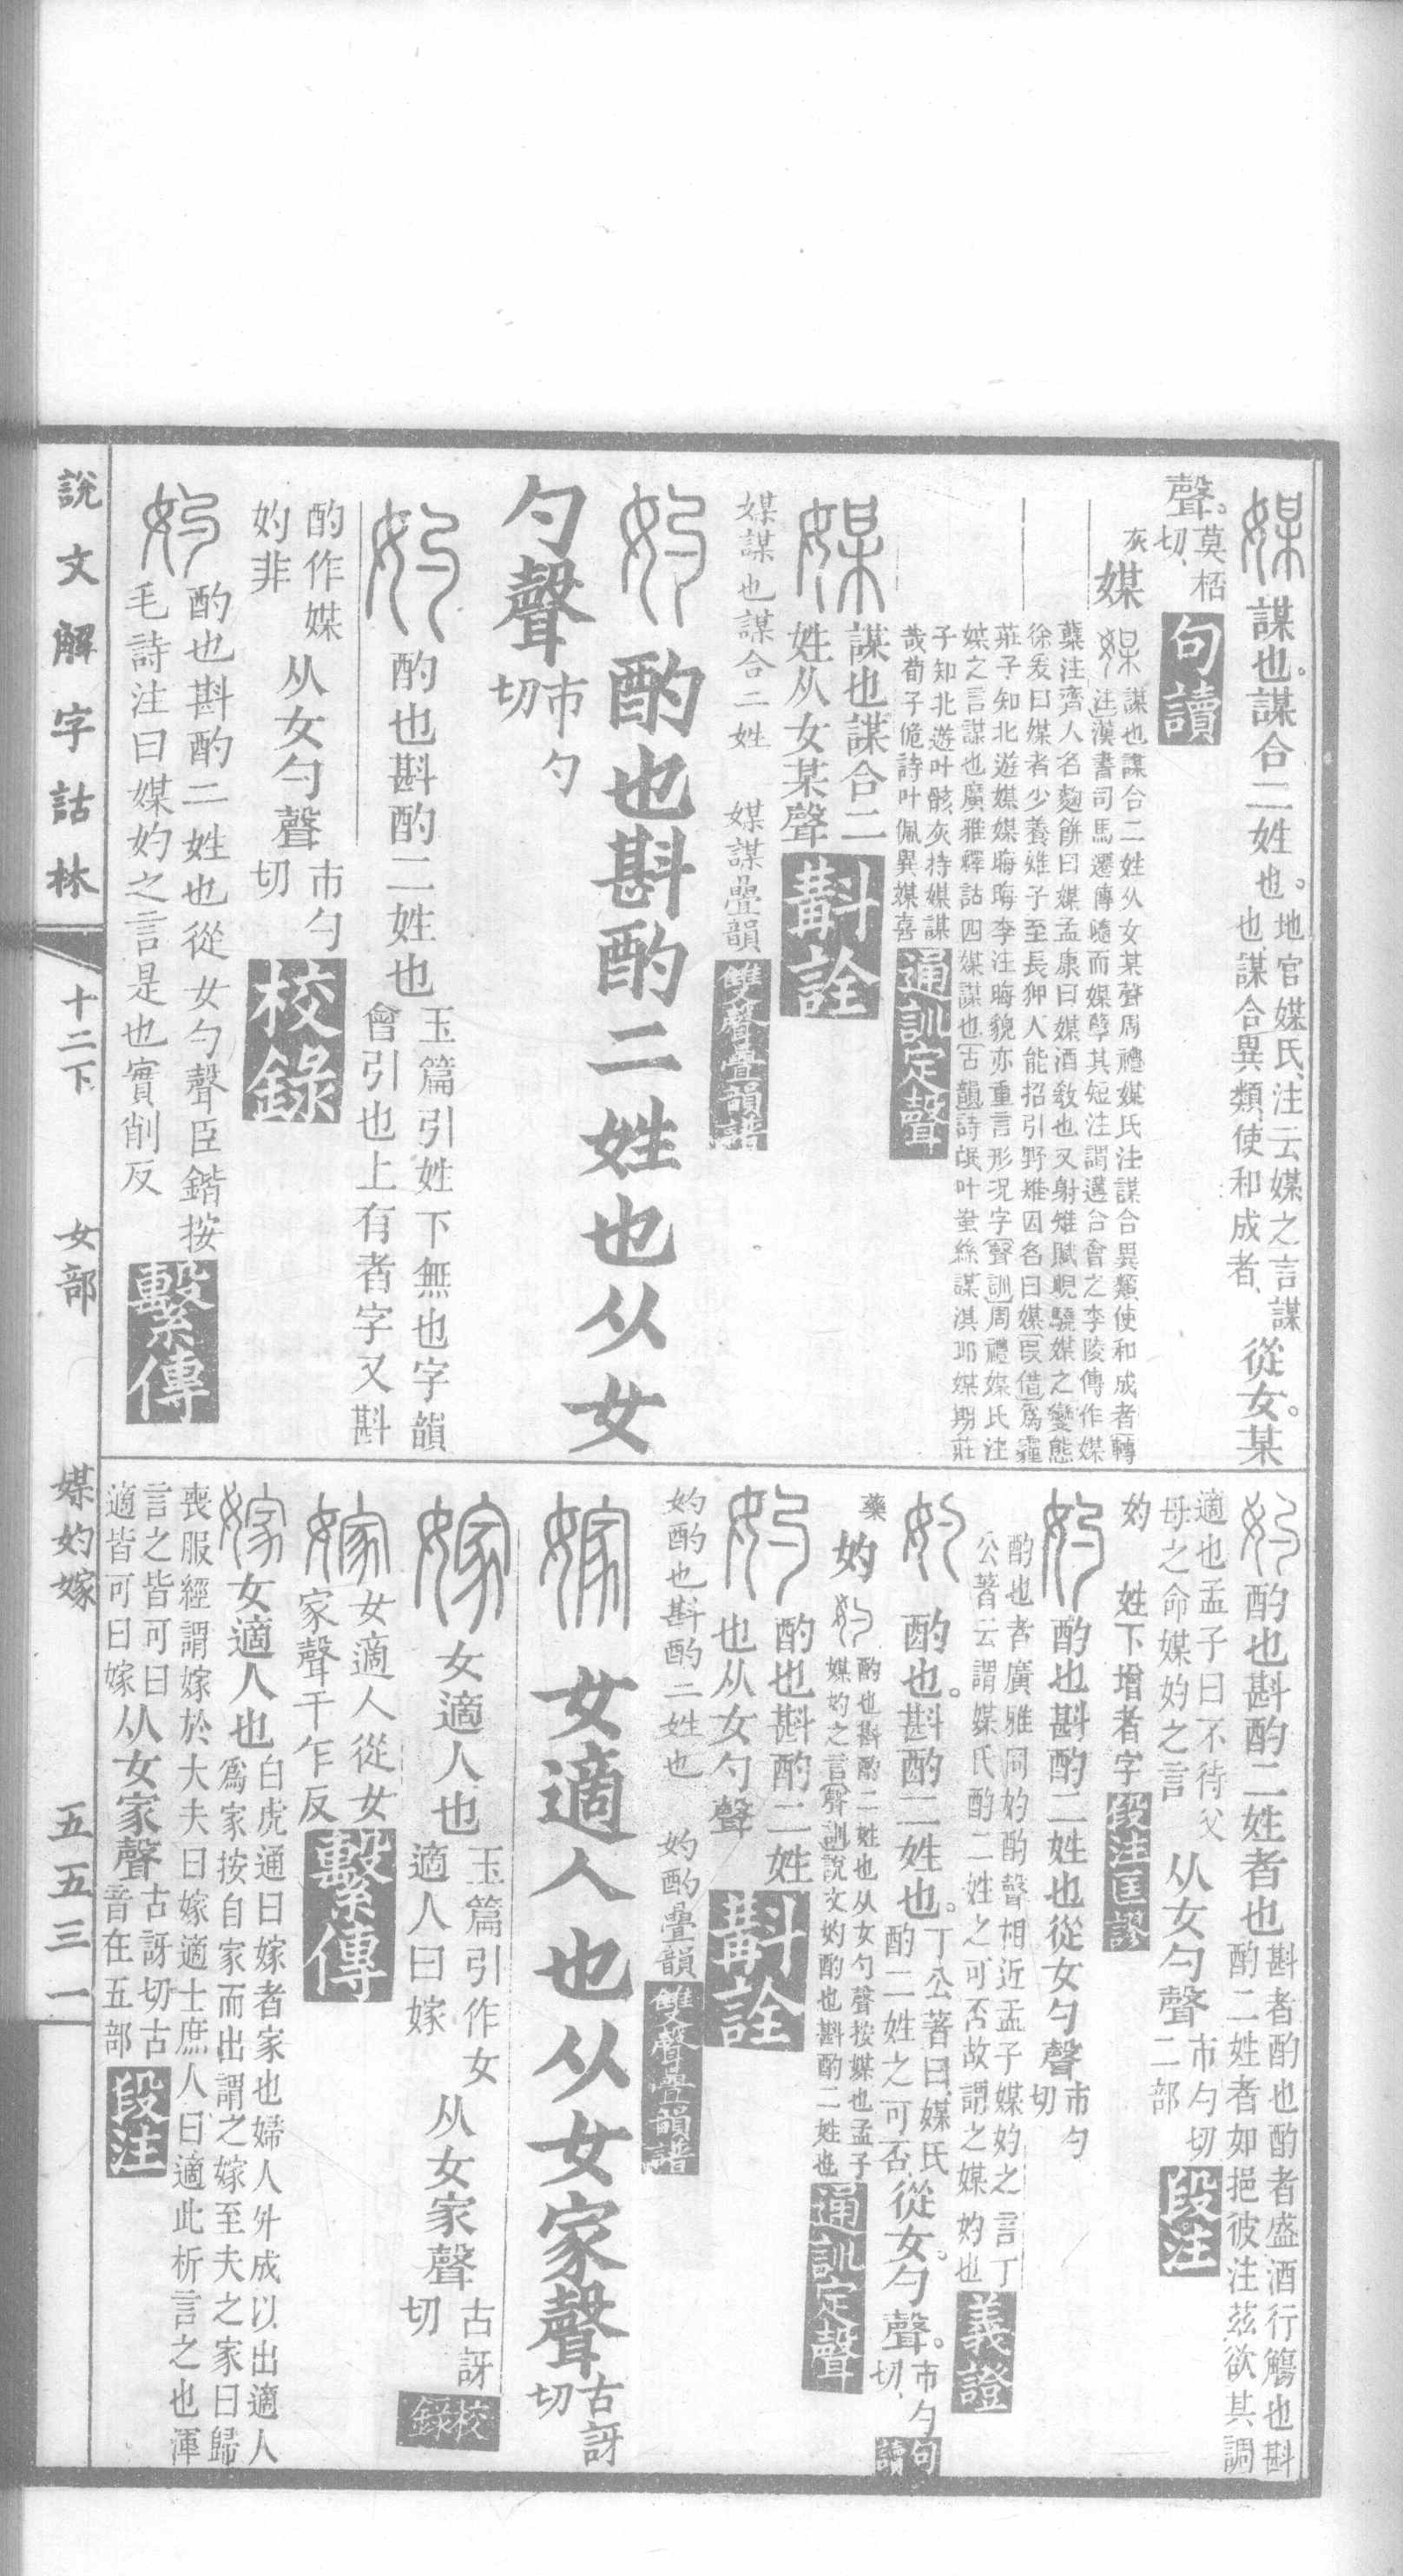 媒謀也。謀合二姓也。地官媒氏、注云、媒之言謀也、謀合異類、使和成者、從女。某
聲。莫桮切、句讀
灰 媒 媒謀也謀合二姓从女某聲周禮媒氏注謀合異類使和成者〔轉
注〕漢書司馬遷傳隨而媒孽其短注謂遘合會之李陵傳作媒
蘖注齊人名麴餅曰媒孟康曰媒酒敎也又射雉賦睨驍媒之變態
徐爰曰媒者少養雉子至長狎人能招引野雉因名曰媒〔叚借〕爲霾
莊子知北遊媒媒晦晦李注晦貌亦重言形況字〔聲訓〕周禮媒氏注
媒之言謀也廣雅釋詁四媒謀也〔古韻〕詩氓叶蚩絲謀淇邱媒期莊
子知北遊叶骸灰持媒謀
哉荀子佹詩叶佩異媒喜 通訓定聲
媒謀也謀合二姓从女某聲 斠詮
媒謀也謀合二姓 媒謀疊韻 雙聲疊韻譜
妁酌也斟酌二姓也从女
勺聲市勺切
妁酌也斟酌二姓也玉篇引姓下無也字韻會引也上有者字又斟
酌作媒妁非从女勺聲市勺切 校錄
妁酌也斟酌二姓也從女勺聲臣鍇按毛詩注曰媒妁之言是也實削反 繫傳
說文解字詁林 十二下 女部 媒妁嫁 五五三一
妁酌也斟酌二姓者也斟者酌也酌者盛酒行觴也斟酌二姓者如挹彼注茲欲其調
適也孟子曰不待父母之命媒妁之言从女勺聲市勺切二部 段注
妁 姓下增者字 段注匡謬
妁酌也斟酌二姓也從女勺聲市勺切
酌也者廣雅同妁酌聲相近孟子媒妁之言丁
公著云謂媒氏酌二姓之可否故謂之媒妁也 義證
妁酌也。斟酌二姓也。丁公著曰、媒氏酌二姓之可否、從女。勺聲。市勺切、句讀
藥 妁 妁酌也斟酌二姓也从女勺聲按媒也孟子
媒妁之言〔聲訓〕說文妁酌也斟酌二姓也 通訓定聲
妁酌也斟酌二姓也从女勺聲 斠詮
妁酌也斟酌二姓也 妁酌疊韻 雙聲疊韻譜
嫁女適人也从女家聲古訝切
嫁女適人也玉篇引作女適人曰嫁从女家聲古訝切 校錄
嫁女適人從女家聲干乍反 繫傳
嫁女適人也白虎通曰嫁者家也婦人外成以出適人爲家按自家而出謂之嫁至夫之家曰歸
喪服經謂嫁於大夫曰嫁適士庶人曰適此析言之也渾
言之皆可曰適皆可曰嫁从女家聲古訝切古音在五部 段注